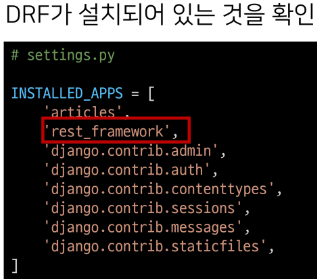 DRF가 설치되어 있는 것을 확인
# settings.py
INSTALLED_APPS = [
'articles',
'rest_framework',
'django.contrib.admin',
'django.contrib.auth',
'django.contrib.contenttypes',
'django.contrib.sessions',
'django.contrib.messages',
'django.contrib.staticfiles',
]